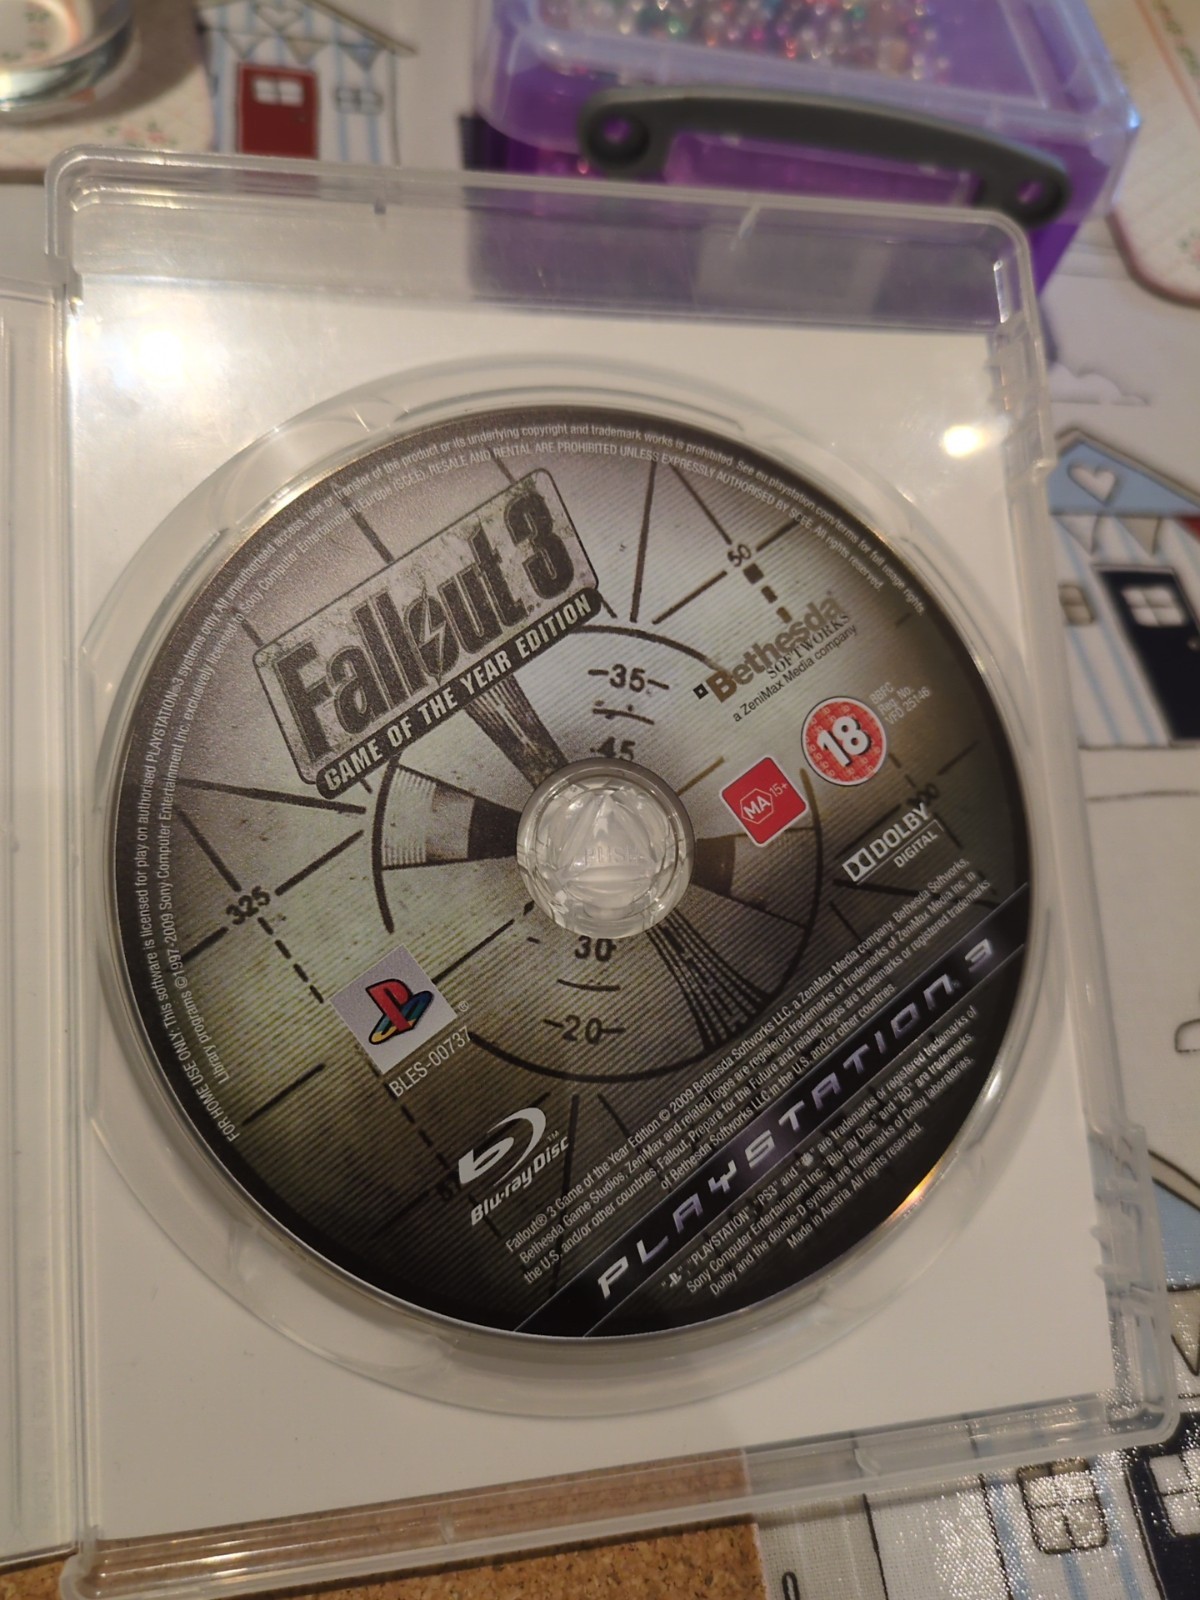 FOR HOME USE ONLY. This software is licensed for play on authorised PLAYSTATION®3 systems only. All unauthorised access, use or transfer of the product or its underlying copyright and trademark works is prohibited. See eu.playstation.com/terms for full usage rights.
Library programs ©1997-2009 Sony Computer Entertainment Inc. exclusively licensed to Sony Computer Entertainment Europe (SCEE). RESALE AND RENTAL ARE PROHIBITED UNLESS EXPRESSLY AUTHORISED BY SCEE. All rights reserved.
Fallout 3
GAME OF THE YEAR EDITION
50
35
45
Bethesda®
SOFTWORKS
a ZeniMax Media company
BBFC
Reg. No.
18
MA 15+
DOLBY
DIGITAL
325
30
20
®
BLES-00737
Blu-ray Disc™
Fallout® 3 Game of the Year Edition © 2009 Bethesda Softworks LLC, a ZeniMax Media company. Bethesda Softworks,
Bethesda Game Studios, ZeniMax and related logos are registered trademarks or trademarks of ZeniMax Media Inc. in
the U.S. and/or other countries. Fallout, Prepare for the Future and related logos are trademarks or registered trademarks
of Bethesda Softworks LLC in the U.S. and/or other countries.
PLAYSTATION 3
" ", "PLAYSTATION", "PS3" and " " are trademarks or registered trademarks of
Sony Computer Entertainment Inc. "Blu-ray Disc" and "BD" are trademarks.
Dolby and the double-D symbol are trademarks of Dolby laboratories.
Made in Austria. All rights reserved.